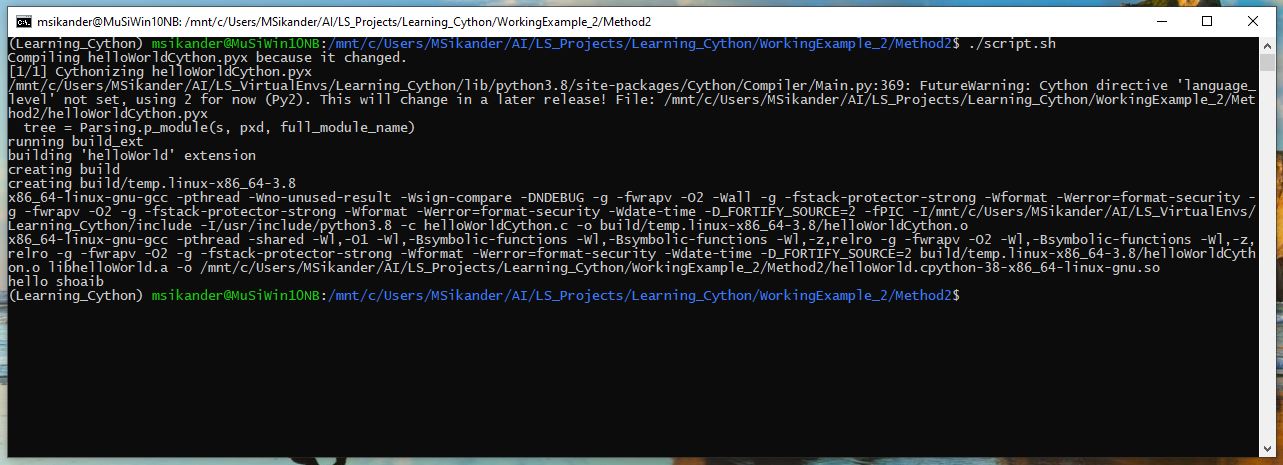 msikander@MuSiWin10NB: /mnt/c/Users/MSikander/AI/LS_Projects/Learning_Cython/WorkingExample_2/Method2
(Learning_Cython) msikander@MuSiWin10NB:/mnt/c/Users/MSikander/AI/LS_Projects/Learning_Cython/WorkingExample_2/Method2$ ./script.sh
Compiling helloWorldCython.pyx because it changed.
[1/1] Cythonizing helloWorldCython.pyx
/mnt/c/Users/MSikander/AI/LS_VirtualEnvs/Learning_Cython/lib/python3.8/site-packages/Cython/Compiler/Main.py:369: FutureWarning: Cython directive 'language_
level' not set, using 2 for now (Py2). This will change in a later release! File: /mnt/c/Users/MSikander/AI/LS_Projects/Learning_Cython/WorkingExample_2/Met
hod2/helloWorldCython.pyx
  tree = Parsing.p_module(s, pxd, full_module_name)
running build_ext
building 'helloWorld' extension
creating build
creating build/temp.linux-x86_64-3.8
x86_64-linux-gnu-gcc -pthread -Wno-unused-result -Wsign-compare -DNDEBUG -g -fwrapv -O2 -Wall -g -fstack-protector-strong -Wformat -Werror=format-security -
g -fwrapv -O2 -g -fstack-protector-strong -Wformat -Werror=format-security -Wdate-time -D_FORTIFY_SOURCE=2 -fPIC -I/mnt/c/Users/MSikander/AI/LS_VirtualEnvs/
Learning_Cython/include -I/usr/include/python3.8 -c helloWorldCython.c -o build/temp.linux-x86_64-3.8/helloWorldCython.o
x86_64-linux-gnu-gcc -pthread -shared -Wl,-O1 -Wl,-Bsymbolic-functions -Wl,-Bsymbolic-functions -Wl,-z,relro -g -fwrapv -O2 -Wl,-Bsymbolic-functions -Wl,-z,
relro -g -fwrapv -O2 -g -fstack-protector-strong -Wformat -Werror=format-security -Wdate-time -D_FORTIFY_SOURCE=2 build/temp.linux-x86_64-3.8/helloWorldCyth
on.o libhelloWorld.a -o /mnt/c/Users/MSikander/AI/LS_Projects/Learning_Cython/WorkingExample_2/Method2/helloWorld.cpython-38-x86_64-linux-gnu.so
hello shoaib
(Learning_Cython) msikander@MuSiWin10NB:/mnt/c/Users/MSikander/AI/LS_Projects/Learning_Cython/WorkingExample_2/Method2$